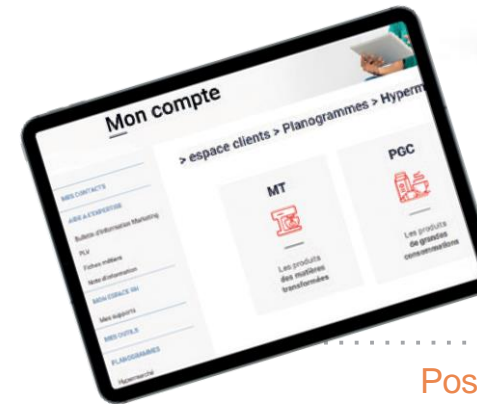 Mon compte
> espace clients > Planogrammes > Hyperm
MES CONTACTS
AIDE A L'EXPERTISE
Bulletin d'Information Marketing
PLV
Fiches métiers
Note d'information
MON ESPACE RH
Mes supports
MES OUTILS
PLANOGRAMMES
Hypermarché
MT
Les produits
des matières
transformées
PGC
Les produits
de grandes
consommations
Pos